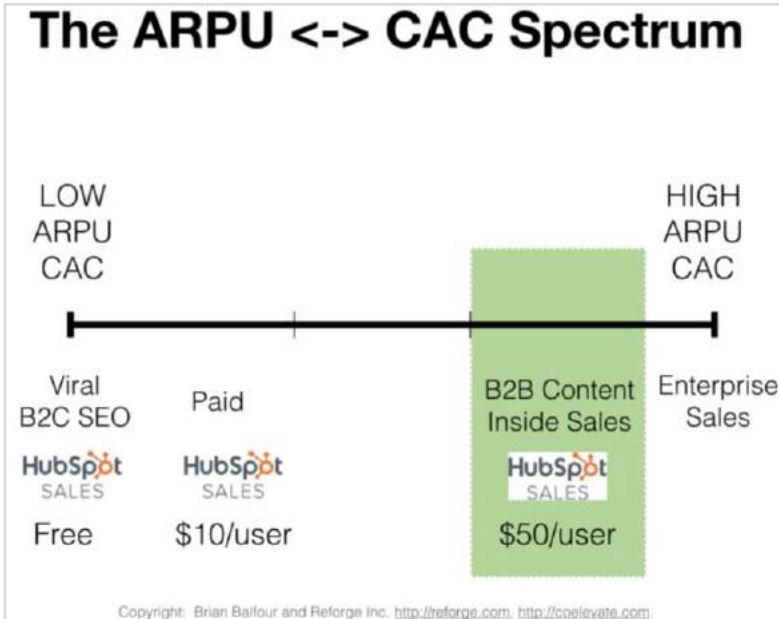 The ARPU <-> CAC Spectrum
LOW
ARPU
CAC
HIGH
ARPU
CAC
Viral
B2C SEO
Paid
B2B Content
Inside Sales
Enterprise
Sales
HubSpot
SALES
HubSpot
SALES
HubSpot
SALES
Free
$10/user
$50/user
Copyright: Brian Balfour and Reforge Inc. http://reforge.com, http://coelevate.com